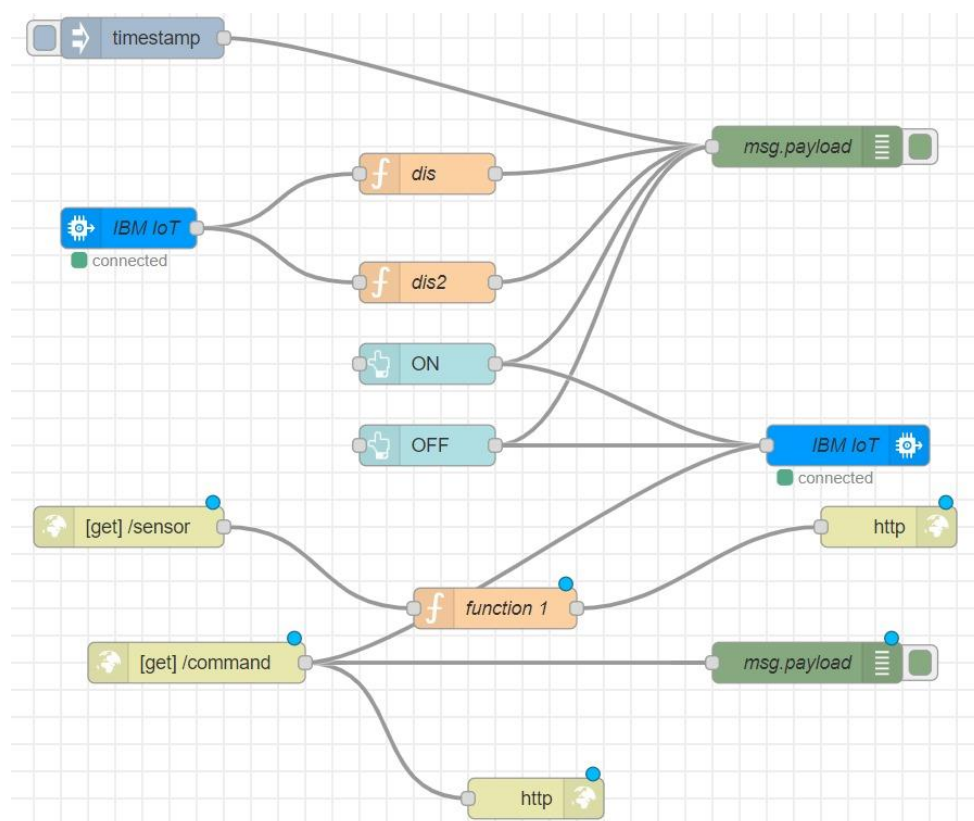 timestamp
msg.payload
dis
IBM IoT
connected
dis2
ON
OFF
IBM IoT
connected
[get] /sensor
http
function 1
[get] /command
msg.payload
http